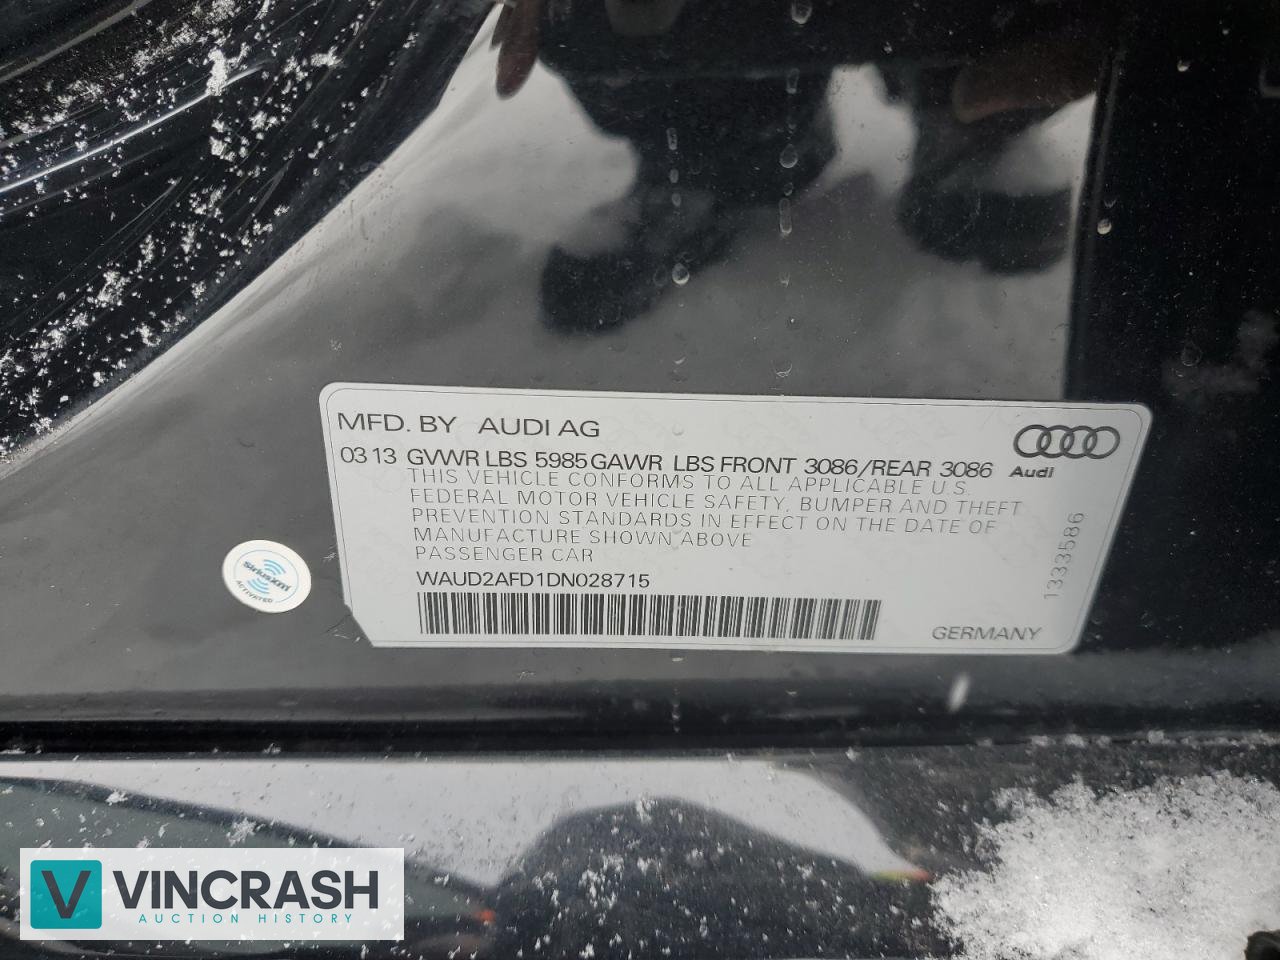 MFD. BY AUDI AG
03 13 GVWR LBS 5985 GAWR LBS FRONT 3086/REAR 3086
Audi
THIS VEHICLE CONFORMS TO ALL APPLICABLE U.S.
FEDERAL MOTOR VEHICLE SAFETY, BUMPER AND THEFT
PREVENTION STANDARDS IN EFFECT ON THE DATE OF
MANUFACTURE SHOWN ABOVE
PASSENGER CAR
WAUD2AFD1DN028715
GERMANY
1333586
SiriusXM
ACTIVATED
V VINCRASH
AUCTION HISTORY